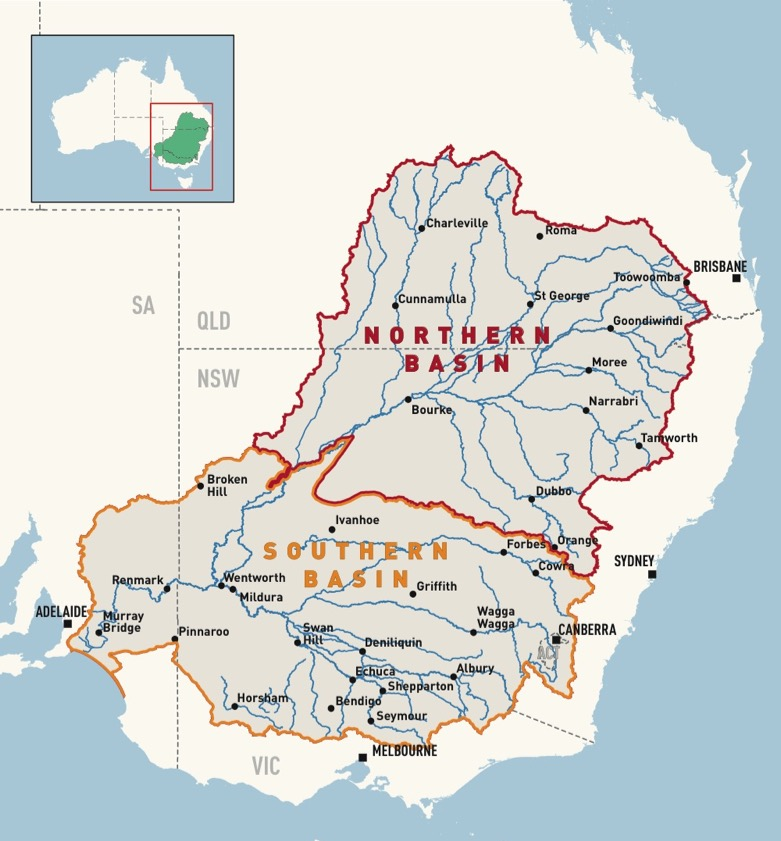 Charleville
Roma
Toowoomba
BRISBANE
SA
QLD
Cunnamulla
St George
Goondiwindi
NORTHERN
BASIN
NSW
Moree
Bourke
Narrabri
Tamworth
Broken
Hill
Dubbo
Ivanhoe
Orange
Forbes
SOUTHERN
BASIN
Cowra
SYDNEY
Renmark
Wentworth
Mildura
Griffith
ADELAIDE
Murray
Bridge
Pinnaroo
Swan
Hill
Wagga
Wagga
CANBERRA
ACT
Deniliquin
Echuca
Albury
Shepparton
Horsham
Bendigo
Seymour
MELBOURNE
VIC